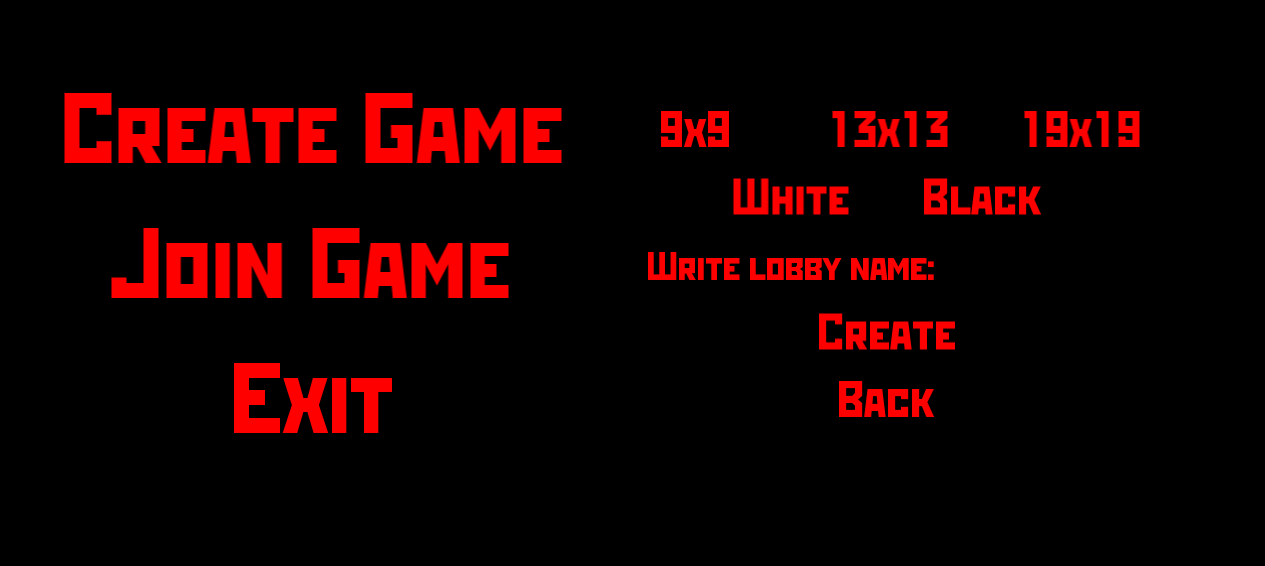 Create Game
Join Game
Exit
9x9 13x13 19x19
White Black
Write lobby name:
Create
Back